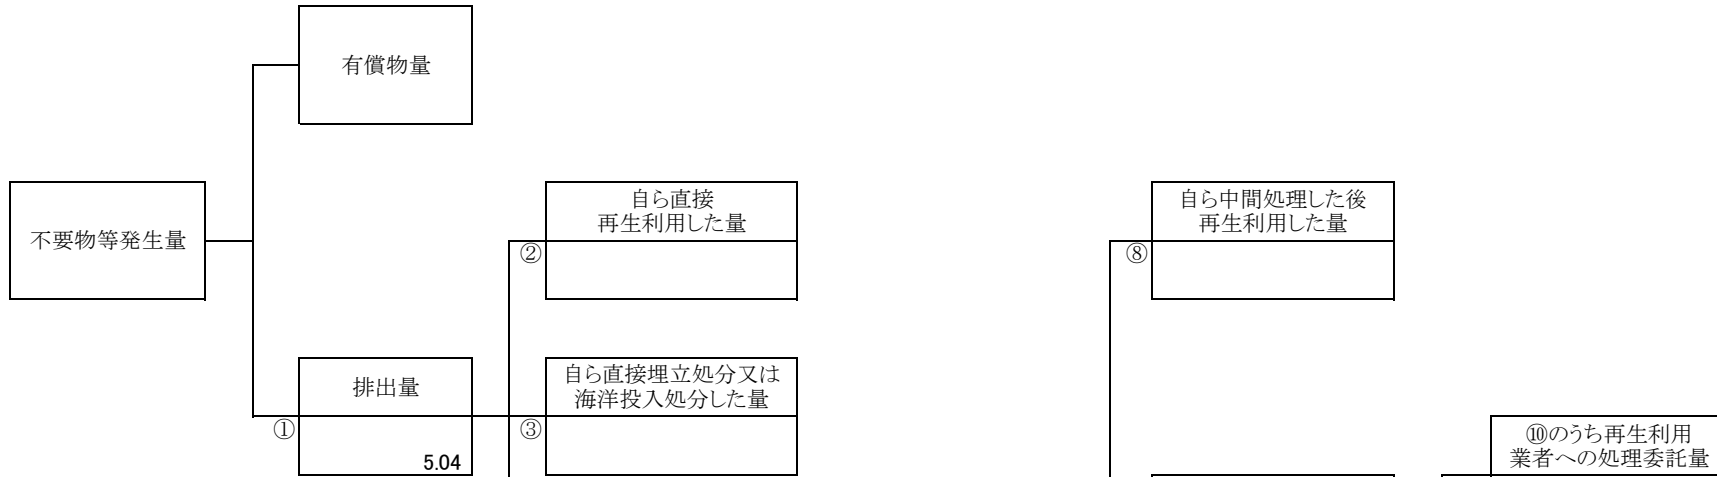 有償物量
不要物等発生量
自ら直接
再生利用した量
②
自ら中間処理した後
再生利用した量
⑧
排出量
①
5.04
自ら直接埋立処分又は
海洋投入処分した量
③
⑩のうち再生利用
業者への処理委託量